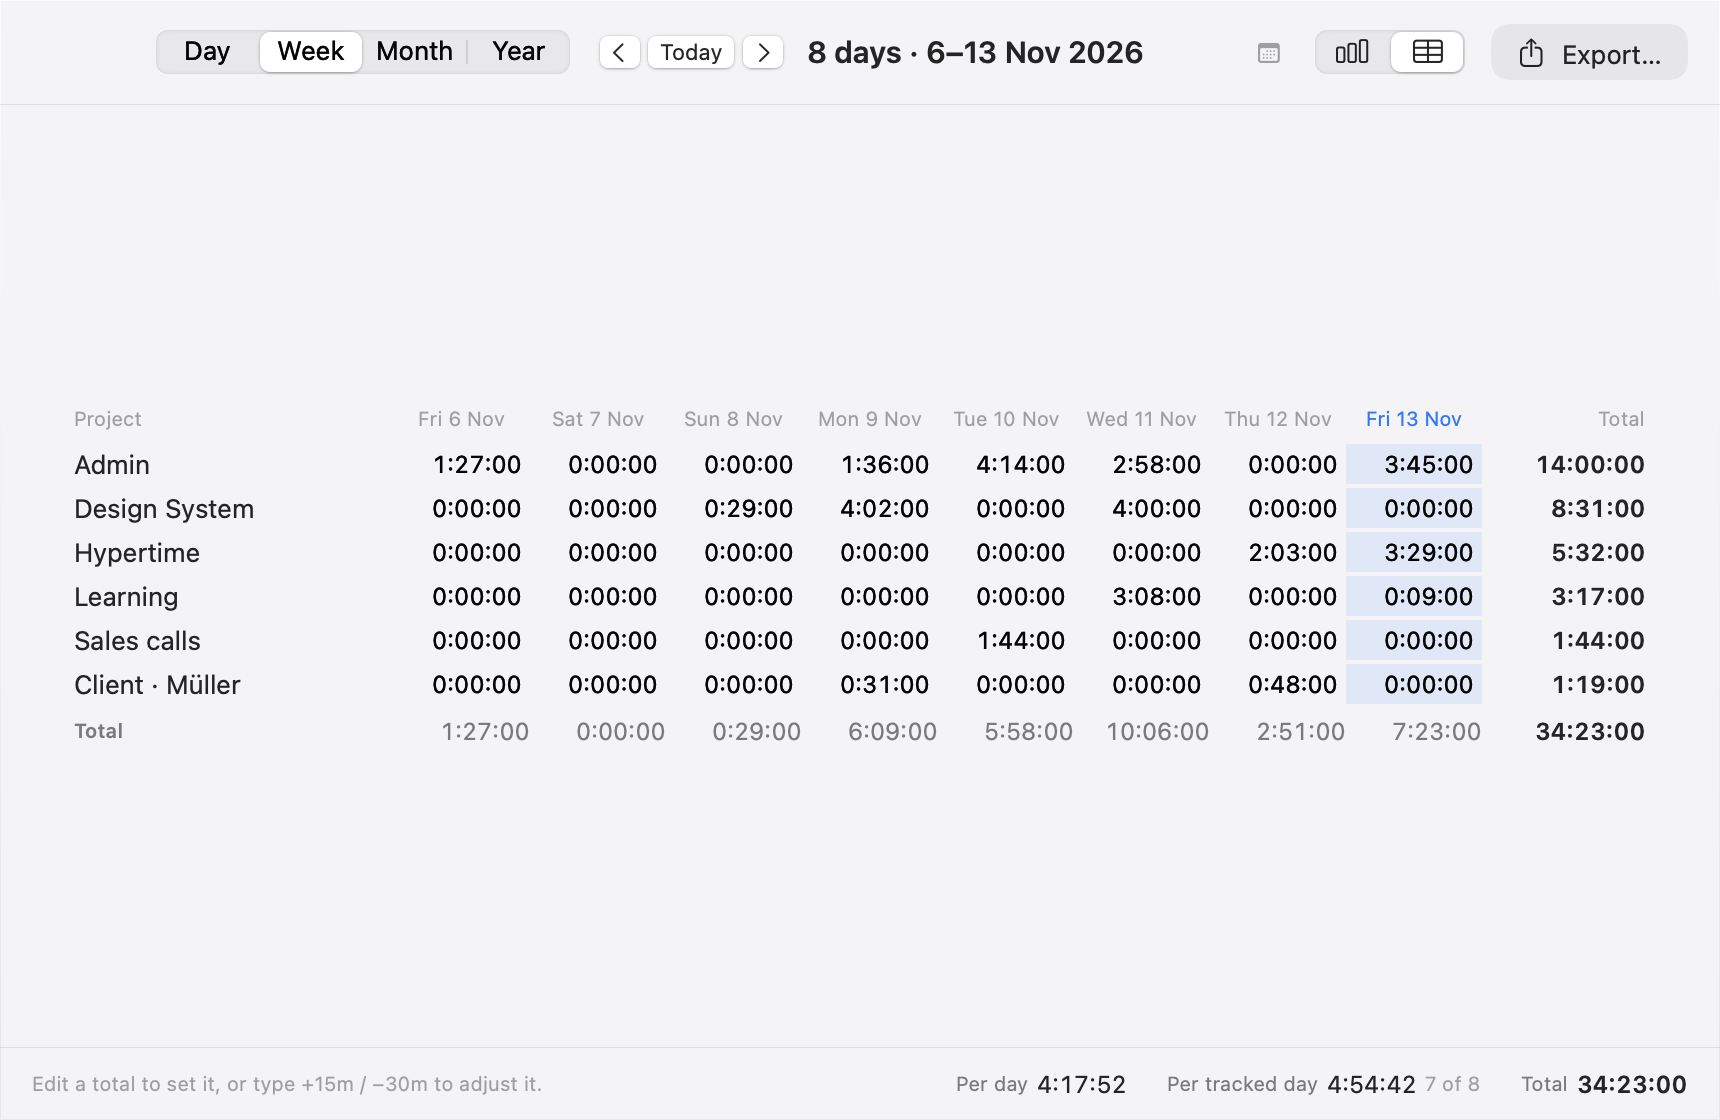 Day Week Month Year Today 8 days · 6–13 Nov 2026 Export...
Project Fri 6 Nov Sat 7 Nov Sun 8 Nov Mon 9 Nov Tue 10 Nov Wed 11 Nov Thu 12 Nov Fri 13 Nov Total
Admin 1:27:00 0:00:00 0:00:00 1:36:00 4:14:00 2:58:00 0:00:00 3:45:00 14:00:00
Design System 0:00:00 0:00:00 0:29:00 4:02:00 0:00:00 4:00:00 0:00:00 0:00:00 8:31:00
Hypertime 0:00:00 0:00:00 0:00:00 0:00:00 0:00:00 0:00:00 2:03:00 3:29:00 5:32:00
Learning 0:00:00 0:00:00 0:00:00 0:00:00 0:00:00 3:08:00 0:00:00 0:09:00 3:17:00
Sales calls 0:00:00 0:00:00 0:00:00 0:00:00 1:44:00 0:00:00 0:00:00 0:00:00 1:44:00
Client · Müller 0:00:00 0:00:00 0:00:00 0:31:00 0:00:00 0:00:00 0:48:00 0:00:00 1:19:00
Total 1:27:00 0:00:00 0:29:00 6:09:00 5:58:00 10:06:00 2:51:00 7:23:00 34:23:00
Edit a total to set it, or type +15m / −30m to adjust it. Per day 4:17:52 Per tracked day 4:54:42 7 of 8 Total 34:23:00